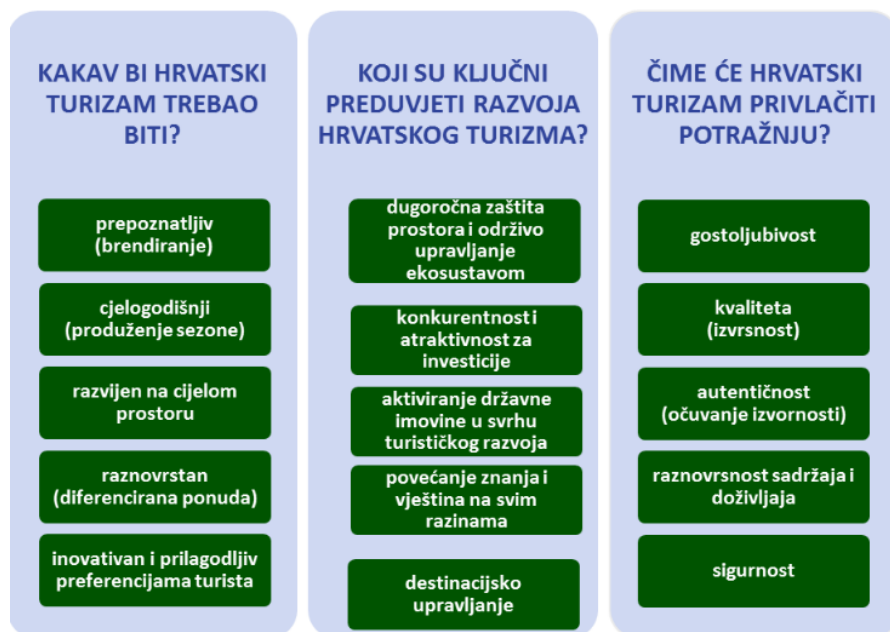 KAKAV BI HRVATSKI
TURIZAM TREBAO
BITI?
prepoznatljiv
(brendiranje)
cjelogodišnji
(produženje sezone)
razvijen na cijelom
prostoru
raznovrstan
(diferencirana ponuda)
inovativan i prilagodljiv
preferencijama turista
KOJI SU KLJUČNI
PREDUVJETI RAZVOJA
HRVATSKOG TURIZMA?
dugoročna zaštita
prostora i održivo
upravljanje
ekosustavom
konkurentnost i
atraktivnost za
investicije
aktiviranje državne
imovine u svrhu
turističkog razvoja
povećanje znanja i
vještina na svim
razinama
destinacijsko
upravljanje
ČIME ĆE HRVATSKI
TURIZAM PRIVLAČITI
POTRAŽNJU?
gostoljubivost
kvaliteta
(izvrsnost)
autentičnost
(očuvanje izvornosti)
raznovrsnost sadržaja i
doživljaja
sigurnost